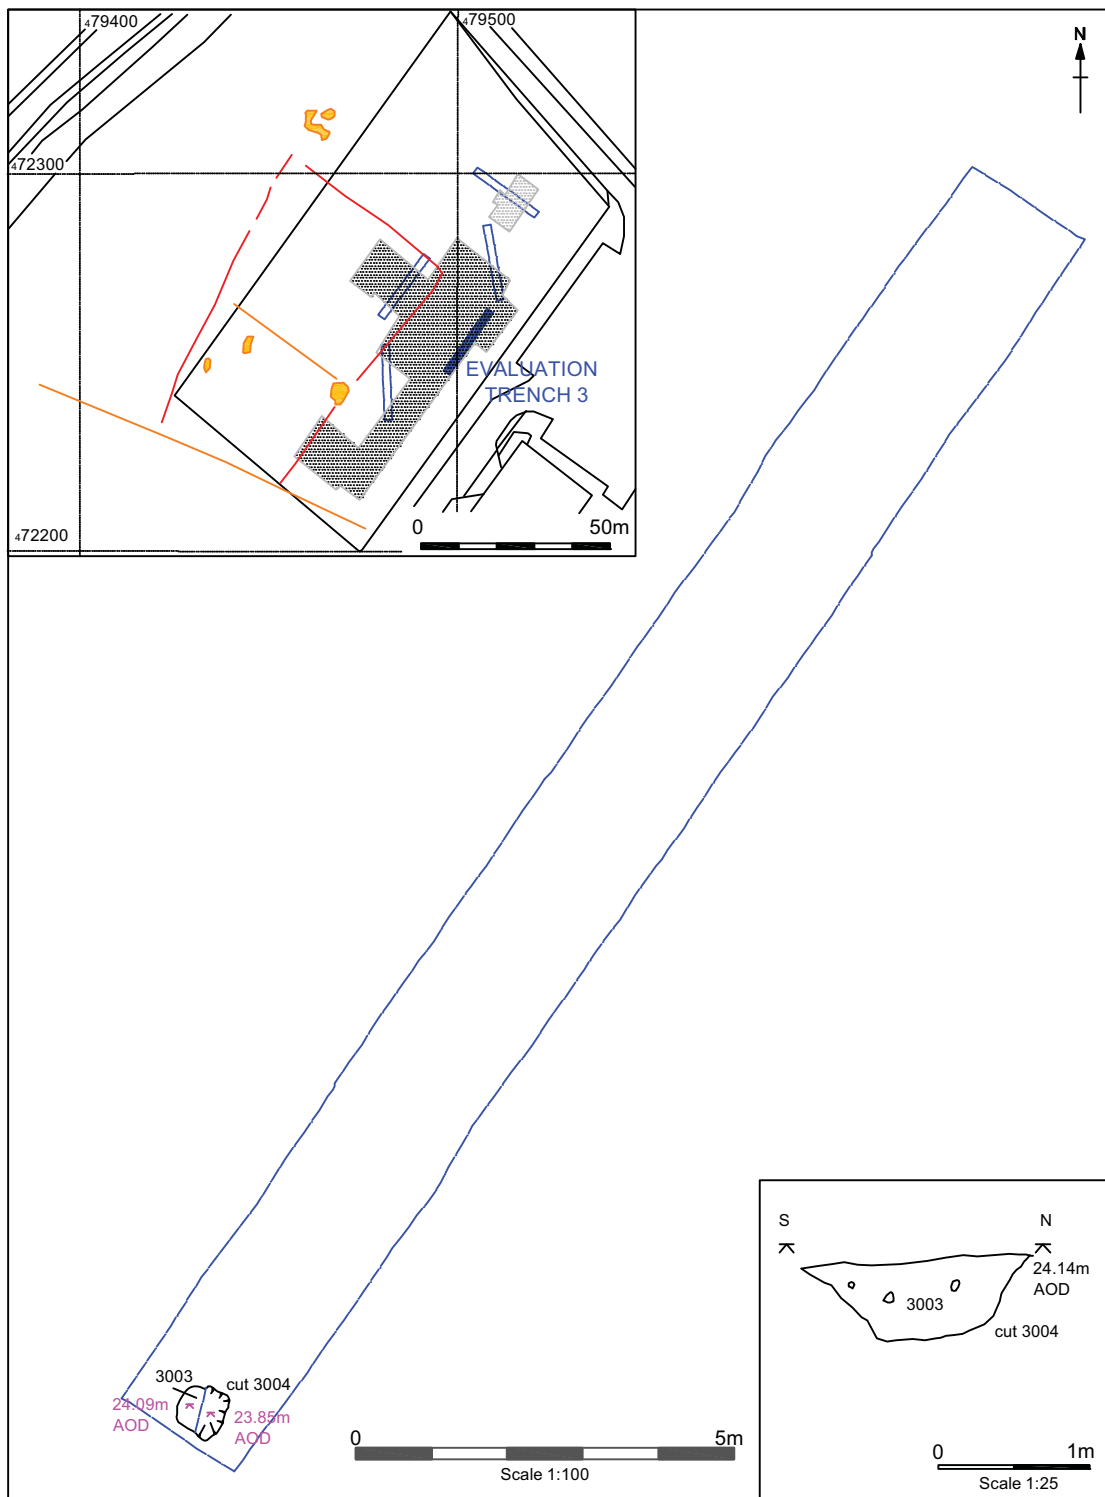 479400
479500
N
472300
EVALUATION
TRENCH 3
472200
0 50m
S N
24.14m
AOD
3003
cut 3004
3003
cut 3004
24.09m
AOD
23.85m
AOD
0 5m
Scale 1:100
0 1m
Scale 1:25